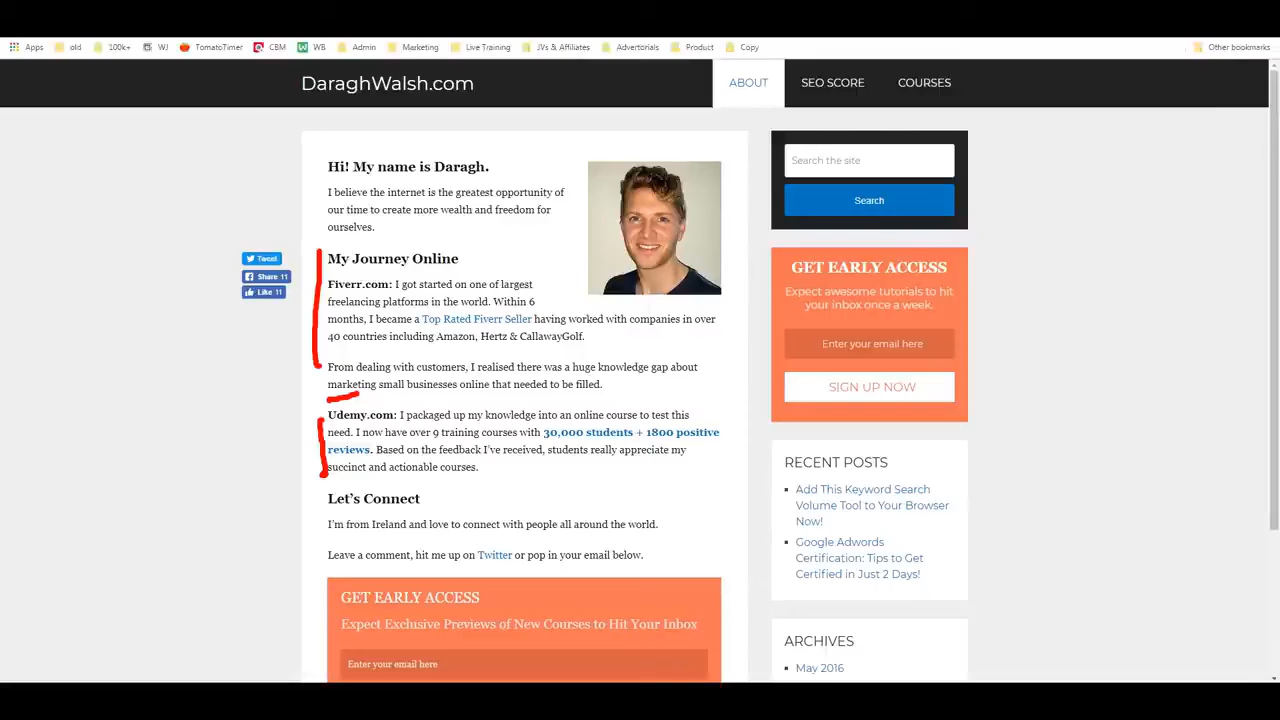 Apps old 100k+ WJ TomatoTimer CBM WB Admin Marketing Live Training JVs & Affiliates Advertorials Product Copy Other bookmarks
DaraghWalsh.com ABOUT SEO SCORE COURSES
Hi! My name is Daragh.
I believe the internet is the greatest opportunity of
our time to create more wealth and freedom for
ourselves.
Tweet
Share 11
Like 11
My Journey Online
Fiverr.com: I got started on one of largest
freelancing platforms in the world. Within 6
months, I became a Top Rated Fiverr Seller having worked with companies in over
40 countries including Amazon, Hertz & CallawayGolf.
From dealing with customers, I realised there was a huge knowledge gap about
marketing small businesses online that needed to be filled.
Udemy.com: I packaged up my knowledge into an online course to test this
need. I now have over 9 training courses with 30,000 students + 1800 positive
reviews. Based on the feedback I've received, students really appreciate my
succinct and actionable courses.
Let's Connect
I'm from Ireland and love to connect with people all around the world.
Leave a comment, hit me up on Twitter or pop in your email below.
GET EARLY ACCESS
Expect Exclusive Previews of New Courses to Hit Your Inbox
Enter your email here
Search the site
Search
GET EARLY ACCESS
Expect awesome tutorials to hit
your inbox once a week.
Enter your email here
SIGN UP NOW
RECENT POSTS
Add This Keyword Search
Volume Tool to Your Browser
Now!
Google Adwords
Certification: Tips to Get
Certified in Just 2 Days!
ARCHIVES
May 2016